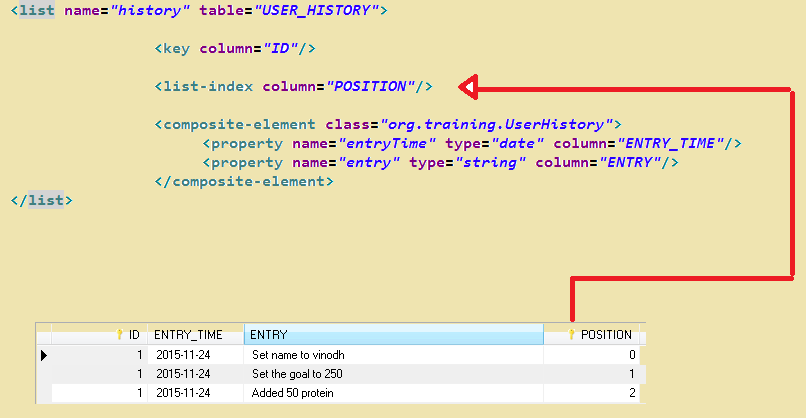 <list name="history" table="USER_HISTORY">
<key column="ID"/>
<list-index column="POSITION"/>
<composite-element class="org.training.UserHistory">
<property name="entryTime" type="date" column="ENTRY_TIME"/>
<property name="entry" type="string" column="ENTRY"/>
</composite-element>
</list>
ID ENTRY_TIME ENTRY POSITION
1 2015-11-24 Set name to vinodh 0
1 2015-11-24 Set the goal to 250 1
1 2015-11-24 Added 50 protein 2